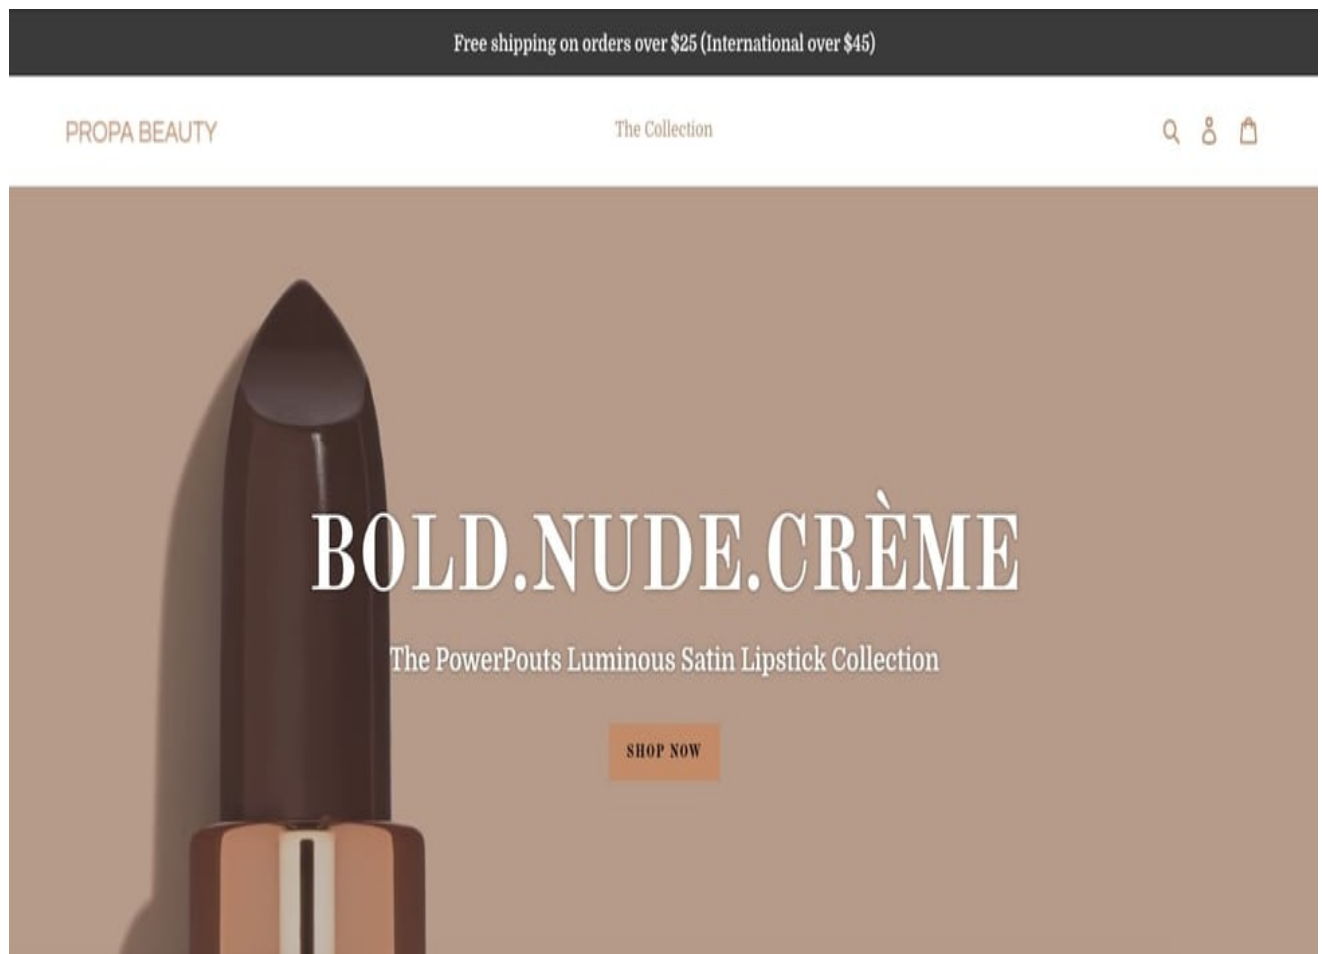 Free shipping on orders over $25 (International over $45)
PROPA BEAUTY
The Collection
BOLD.NUDE.CRÈME
The PowerPouts Luminous Satin Lipstick Collection
SHOP NOW